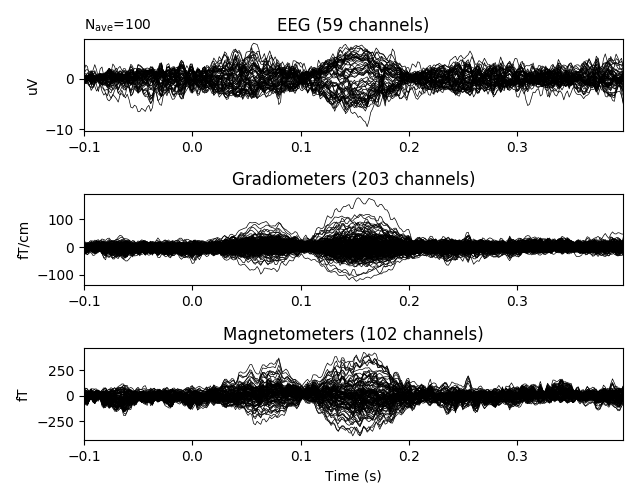 Nave=100
EEG (59 channels)
uV
0
−10
−0.1 0.0 0.1 0.2 0.3
Gradiometers (203 channels)
fT/cm
100
0
−100
−0.1 0.0 0.1 0.2 0.3
Magnetometers (102 channels)
fT
250
0
−250
−0.1 0.0 0.1 0.2 0.3
Time (s)